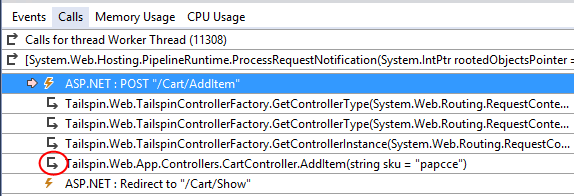 Events Calls Memory Usage CPU Usage
Calls for thread Worker Thread (11308)
[System.Web.Hosting.PipelineRuntime.ProcessRequestNotification(System.IntPtr rootedObjectsPointer =
ASP.NET : POST "/Cart/AddItem"
Tailspin.Web.TailspinControllerFactory.GetControllerType(System.Web.Routing.RequestConte...
Tailspin.Web.TailspinControllerFactory.GetControllerType(System.Web.Routing.RequestConte...
Tailspin.Web.TailspinControllerFactory.GetControllerInstance(System.Web.Routing.RequestCo...
Tailspin.Web.App.Controllers.CartController.AddItem(string sku = "papcce")
ASP.NET : Redirect to "/Cart/Show"